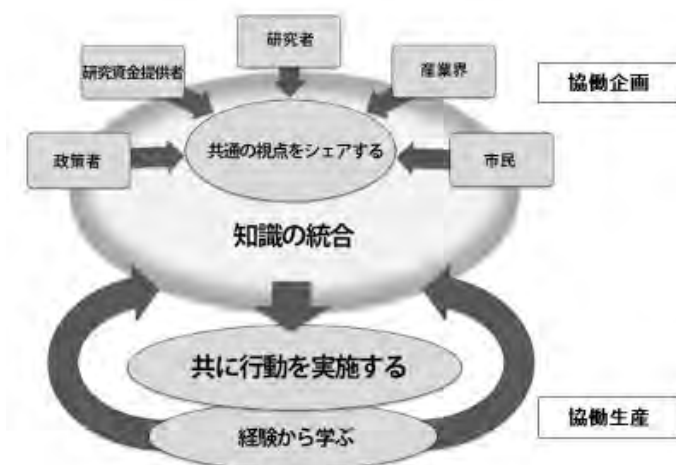 研究者
研究資金提供者
産業界
協働企画
共通の視点をシェアする
政策者
市民
知識の統合
共に行動を実施する
協働生産
経験から学ぶ